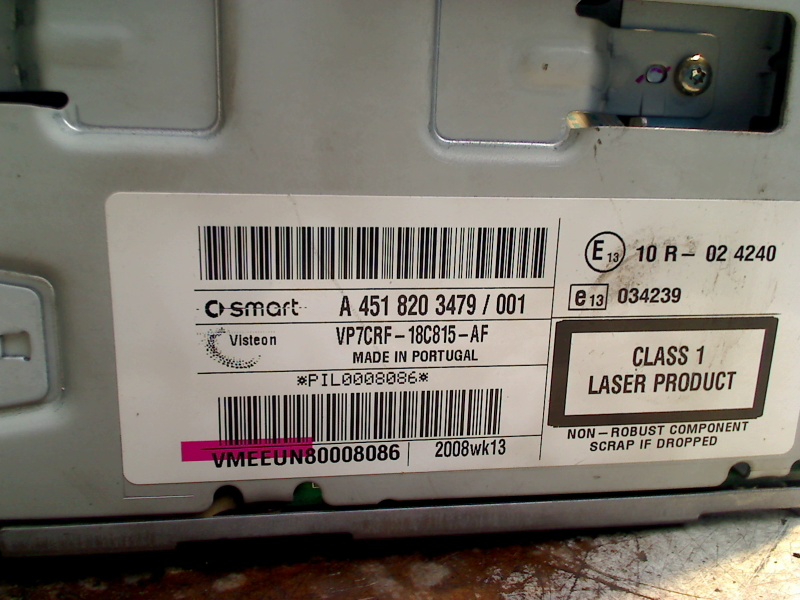 smart A 451 820 3479 / 001
Visteon VP7CRF-18C815-AF
MADE IN PORTUGAL
*PIL0008086*
VMEEUN80008086 2008wk13
E13 10 R - 02 4240
e13 034239
CLASS 1
LASER PRODUCT
NON-ROBUST COMPONENT
SCRAP IF DROPPED